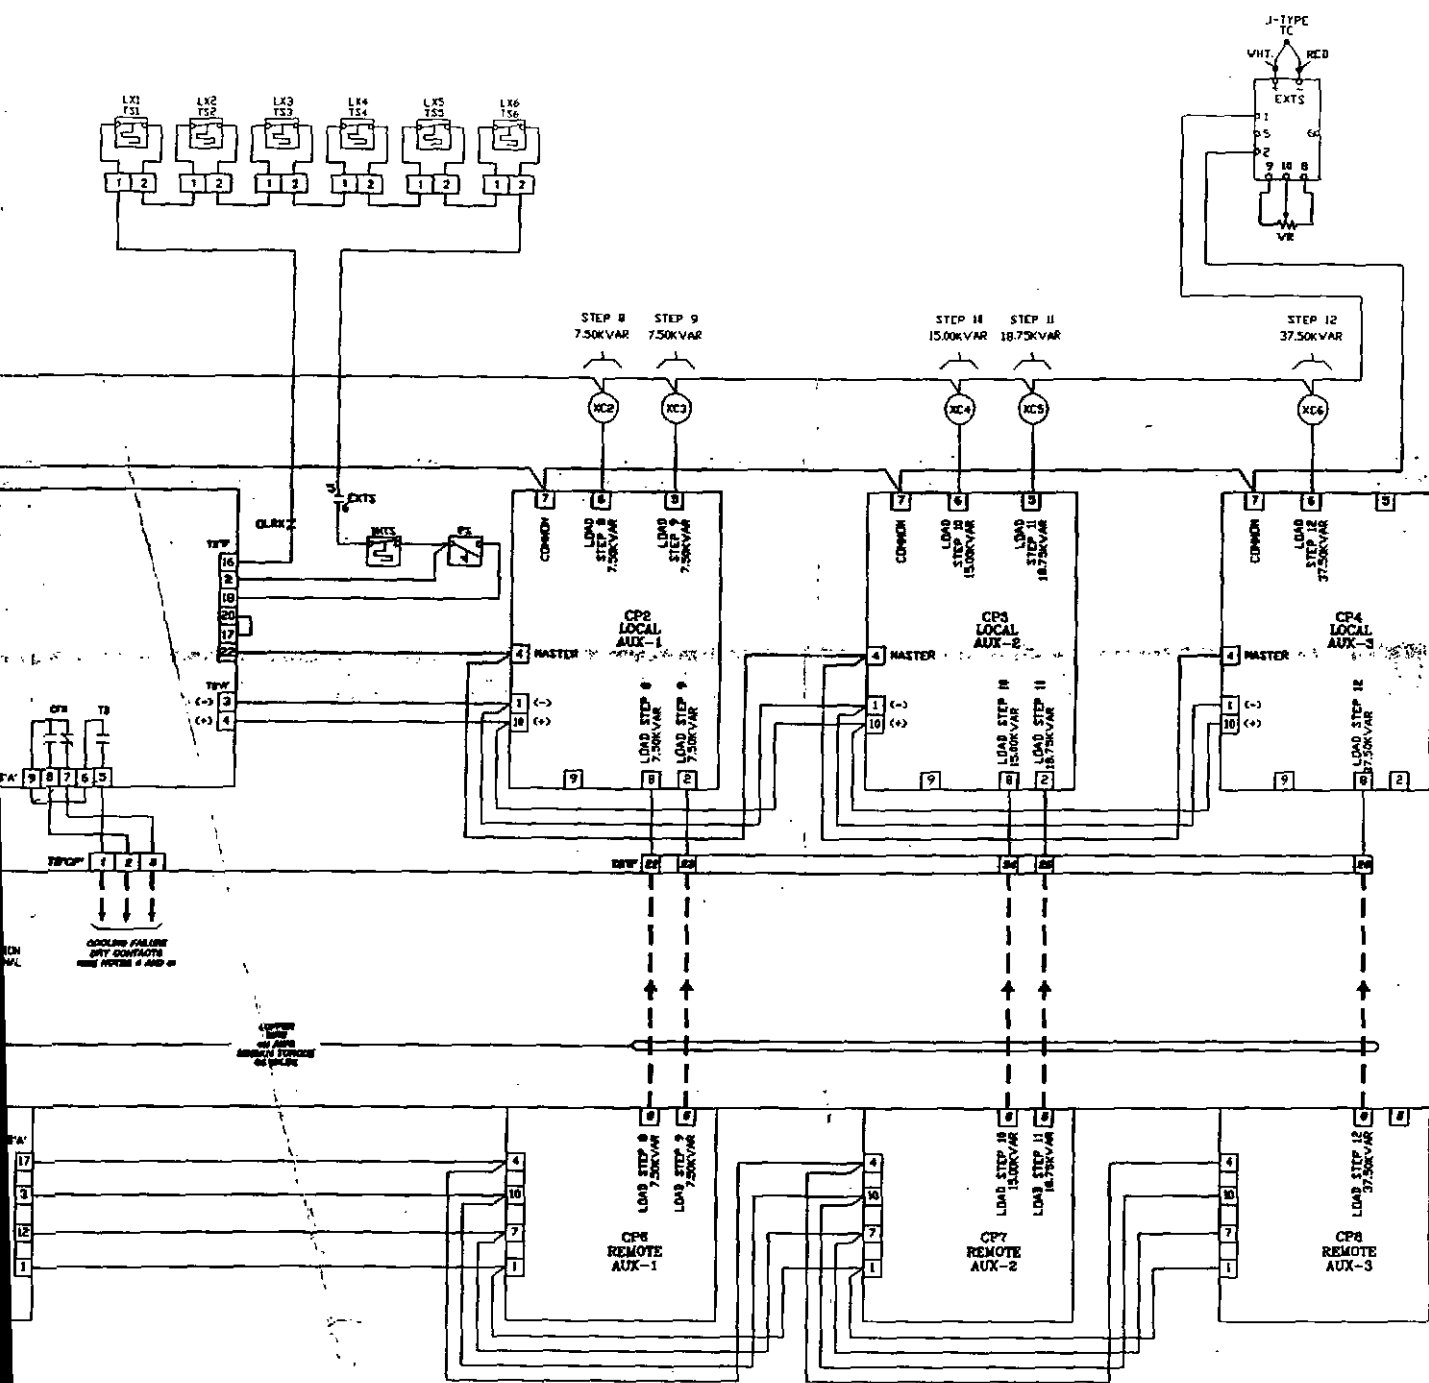 J-TYPE
TC
WHT.
RED
EXTS
1
5
6
2
9 10 8
VR
LX1
TS1
LX2
TS2
LX3
TS3
LX4
TS4
LX5
TS5
LX6
TS6
1 2
1 2
1 2
1 2
1 2
1 2
STEP 8
7.50KVAR
STEP 9
7.50KVAR
STEP 10
15.00KVAR
STEP 11
18.75KVAR
STEP 12
37.50KVAR
XC2
XC3
XC4
XC5
XC6
EXTS
16
2
18
20
17
22
(-) 3
(+) 4
7
6
5
COMMON
LOAD
STEP 8
7.50KVAR
LOAD
STEP 9
7.50KVAR
CP2
LOCAL
AUX-1
4 MASTER
1 (-)
10 (+)
LOAD STEP 8
7.50KVAR
LOAD STEP 9
7.50KVAR
9
8
2
7
6
5
COMMON
LOAD
STEP 10
15.00KVAR
LOAD
STEP 11
18.75KVAR
CP3
LOCAL
AUX-2
4 MASTER
1 (-)
10 (+)
LOAD STEP 10
15.00KVAR
LOAD STEP 11
18.75KVAR
9
8
2
7
6
5
COMMON
LOAD
STEP 12
37.50KVAR
CP4
LOCAL
AUX-3
4 MASTER
1 (-)
10 (+)
LOAD STEP 12
37.50KVAR
9
8
2
9 8 7 6 5
1 2 3
22
23
24
25
26
COOLING FAILURE
DRY CONTACTS
COPPER
WIRE
17
3
12
1
4
10
7
1
LOAD STEP 8
7.50KVAR
LOAD STEP 9
7.50KVAR
CP6
REMOTE
AUX-1
4
10
7
1
LOAD STEP 10
15.00KVAR
LOAD STEP 11
18.75KVAR
CP7
REMOTE
AUX-2
4
10
7
1
LOAD STEP 12
37.50KVAR
CP8
REMOTE
AUX-3